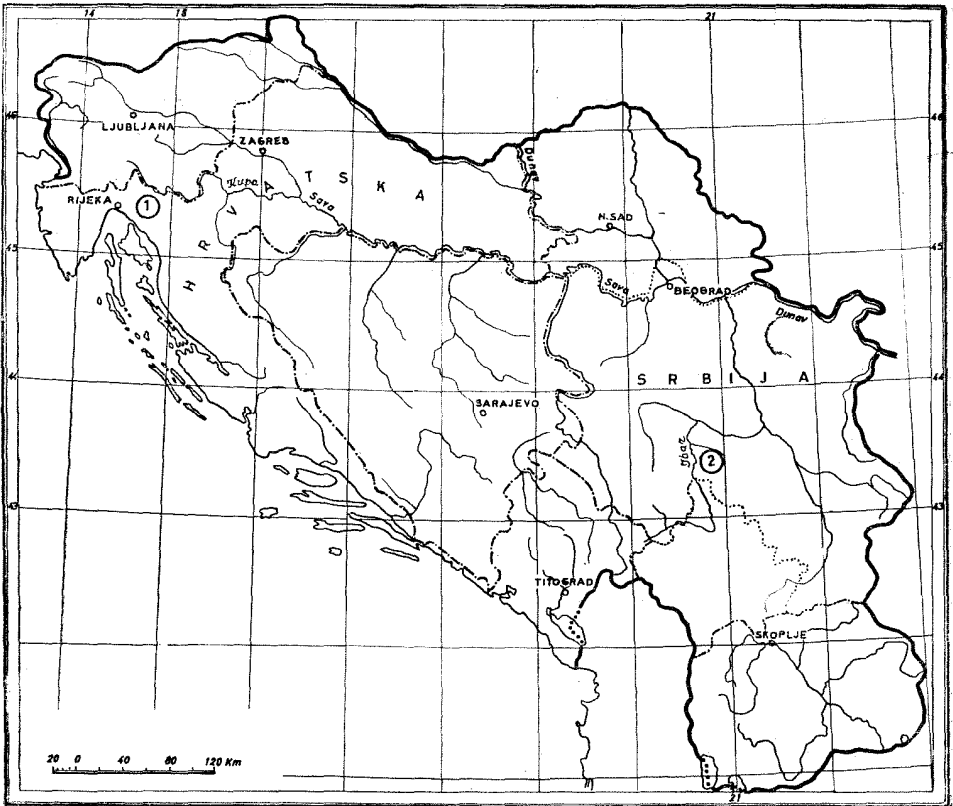 14 18 21
46 46
LJUBLJANA
ZAGREB
Kupa
HRVATSKA
Sava
Dunav
RIJEKA
1
N.SAD
45 45
Sava
BEOGRAD
Dunav
44 44
SRBIJA
SARAJEVO
Ibar
2
43 43
TITOGRAD
SKOPLJE
20 0 40 80 120 Km
21